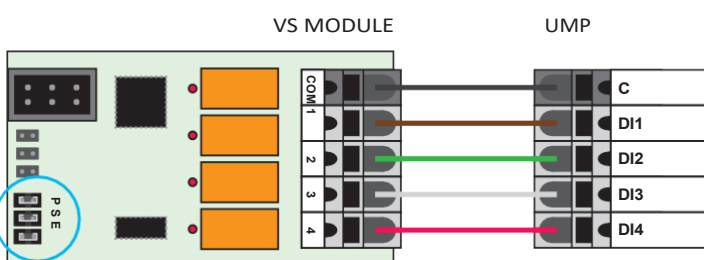 VS MODULE UMP
COM 1 C
DI1
2 DI2
3 DI3
4 DI4
P S E